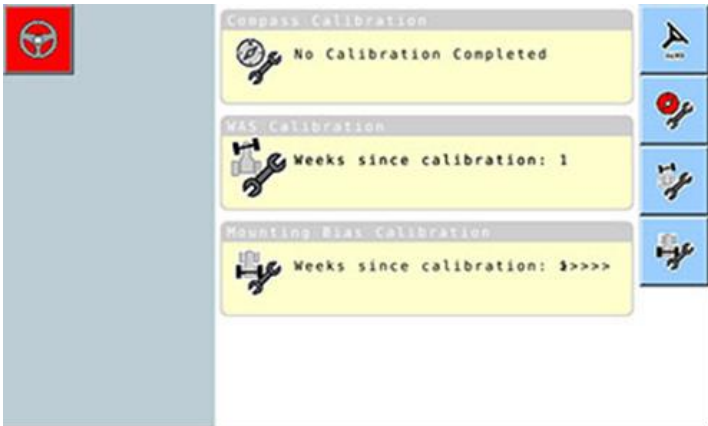 Compass Calibration
No Calibration Completed
WAS Calibration
Weeks since calibration: 1
Mounting Bias Calibration
Weeks since calibration: >>>>